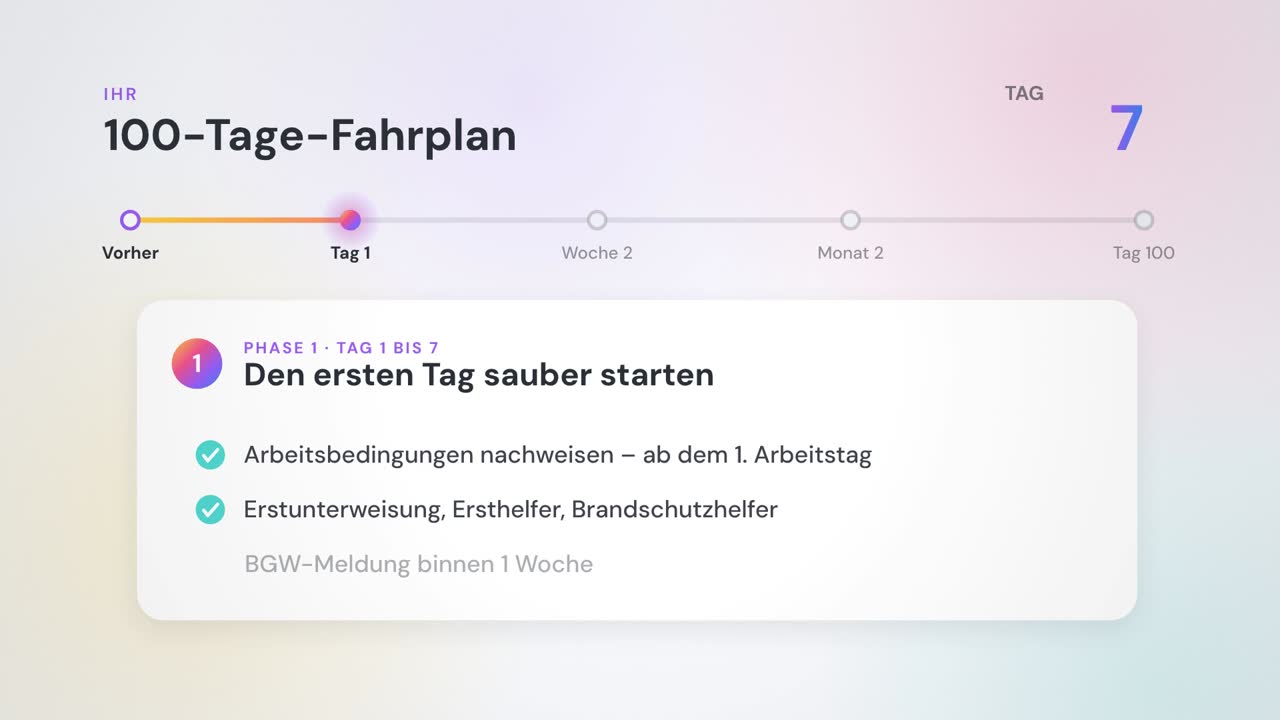 IHR
100-Tage-Fahrplan
TAG
7
Vorher
Tag 1
Woche 2
Monat 2
Tag 100
1
PHASE 1 · TAG 1 BIS 7
Den ersten Tag sauber starten
Arbeitsbedingungen nachweisen – ab dem 1. Arbeitstag
Erstunterweisung, Ersthelfer, Brandschutzhelfer
BGW-Meldung binnen 1 Woche